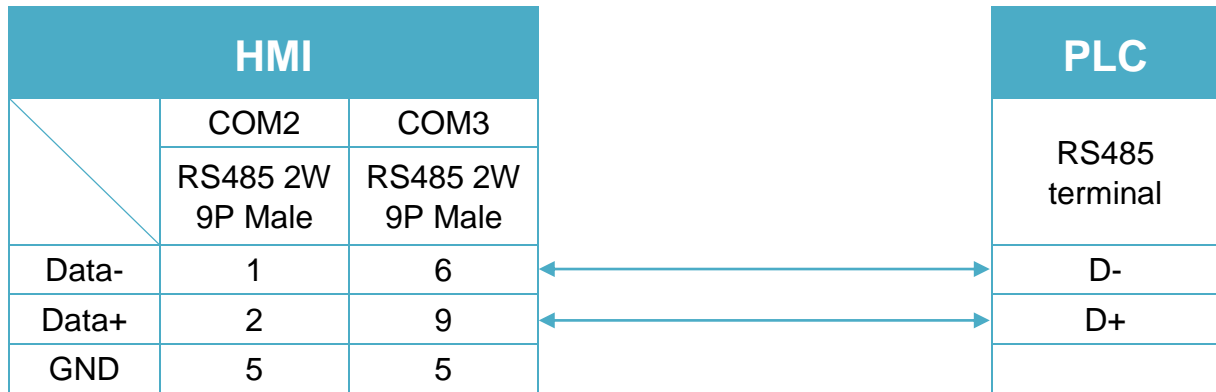 HMI
PLC
COM2 COM3
RS485 2W RS485 2W
9P Male 9P Male
RS485
terminal
Data- 1 6 D-
Data+ 2 9 D+
GND 5 5